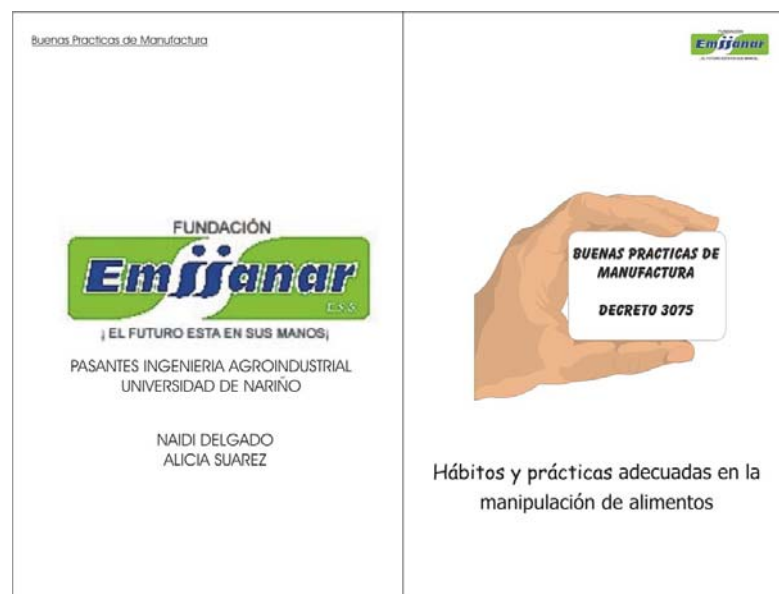 Buenas Practicas de Manufactura
FUNDACIÓN
Emssanar
E.S.S.
¡ EL FUTURO ESTA EN SUS MANOS¡
PASANTES INGENIERIA AGROINDUSTRIAL
UNIVERSIDAD DE NARIÑO
NAIDI DELGADO
ALICIA SUAREZ
FUNDACIÓN
Emssanar
BUENAS PRACTICAS DE
MANUFACTURA
DECRETO 3075
Hábitos y prácticas adecuadas en la
manipulación de alimentos